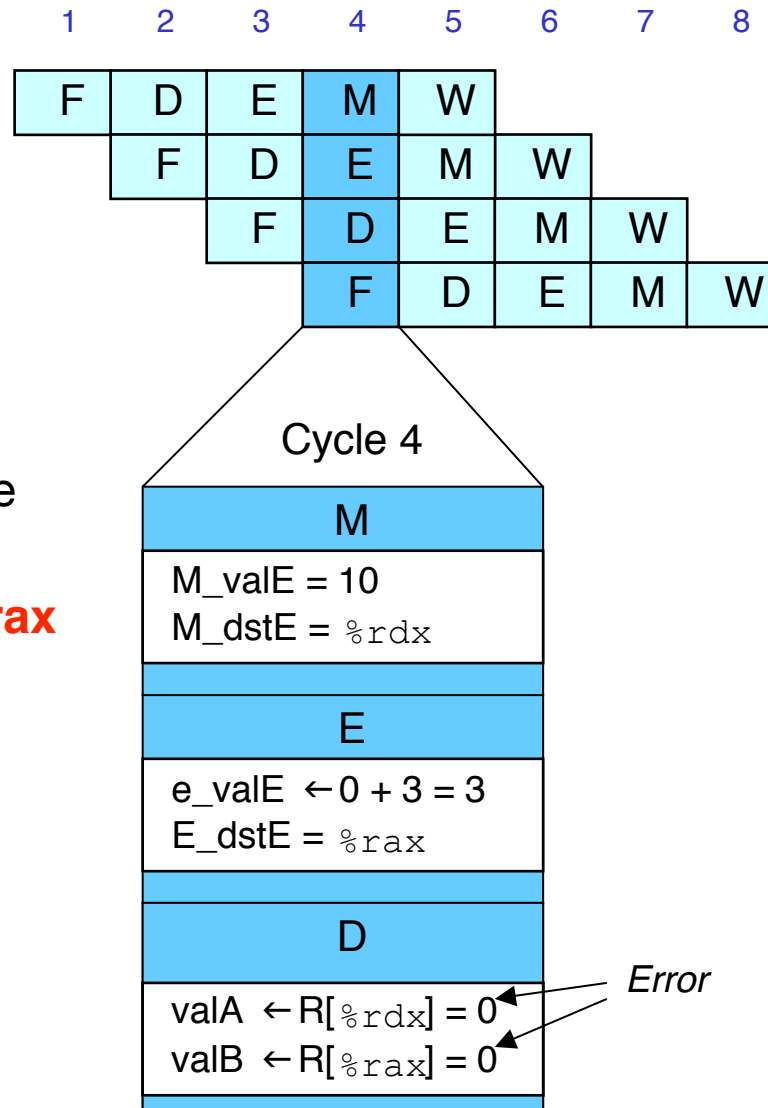 1 2 3 4 5 6 7 8
F D E M W
F D E M W
F D E M W
F D E M W
Cycle 4
e
rax
M
M_valE = 10
M_dstE = %rdx
E
e_valE ← 0 + 3 = 3
E_dstE = %rax
D
Error
valA ← R[%rdx] = 0
valB ← R[%rax] = 0